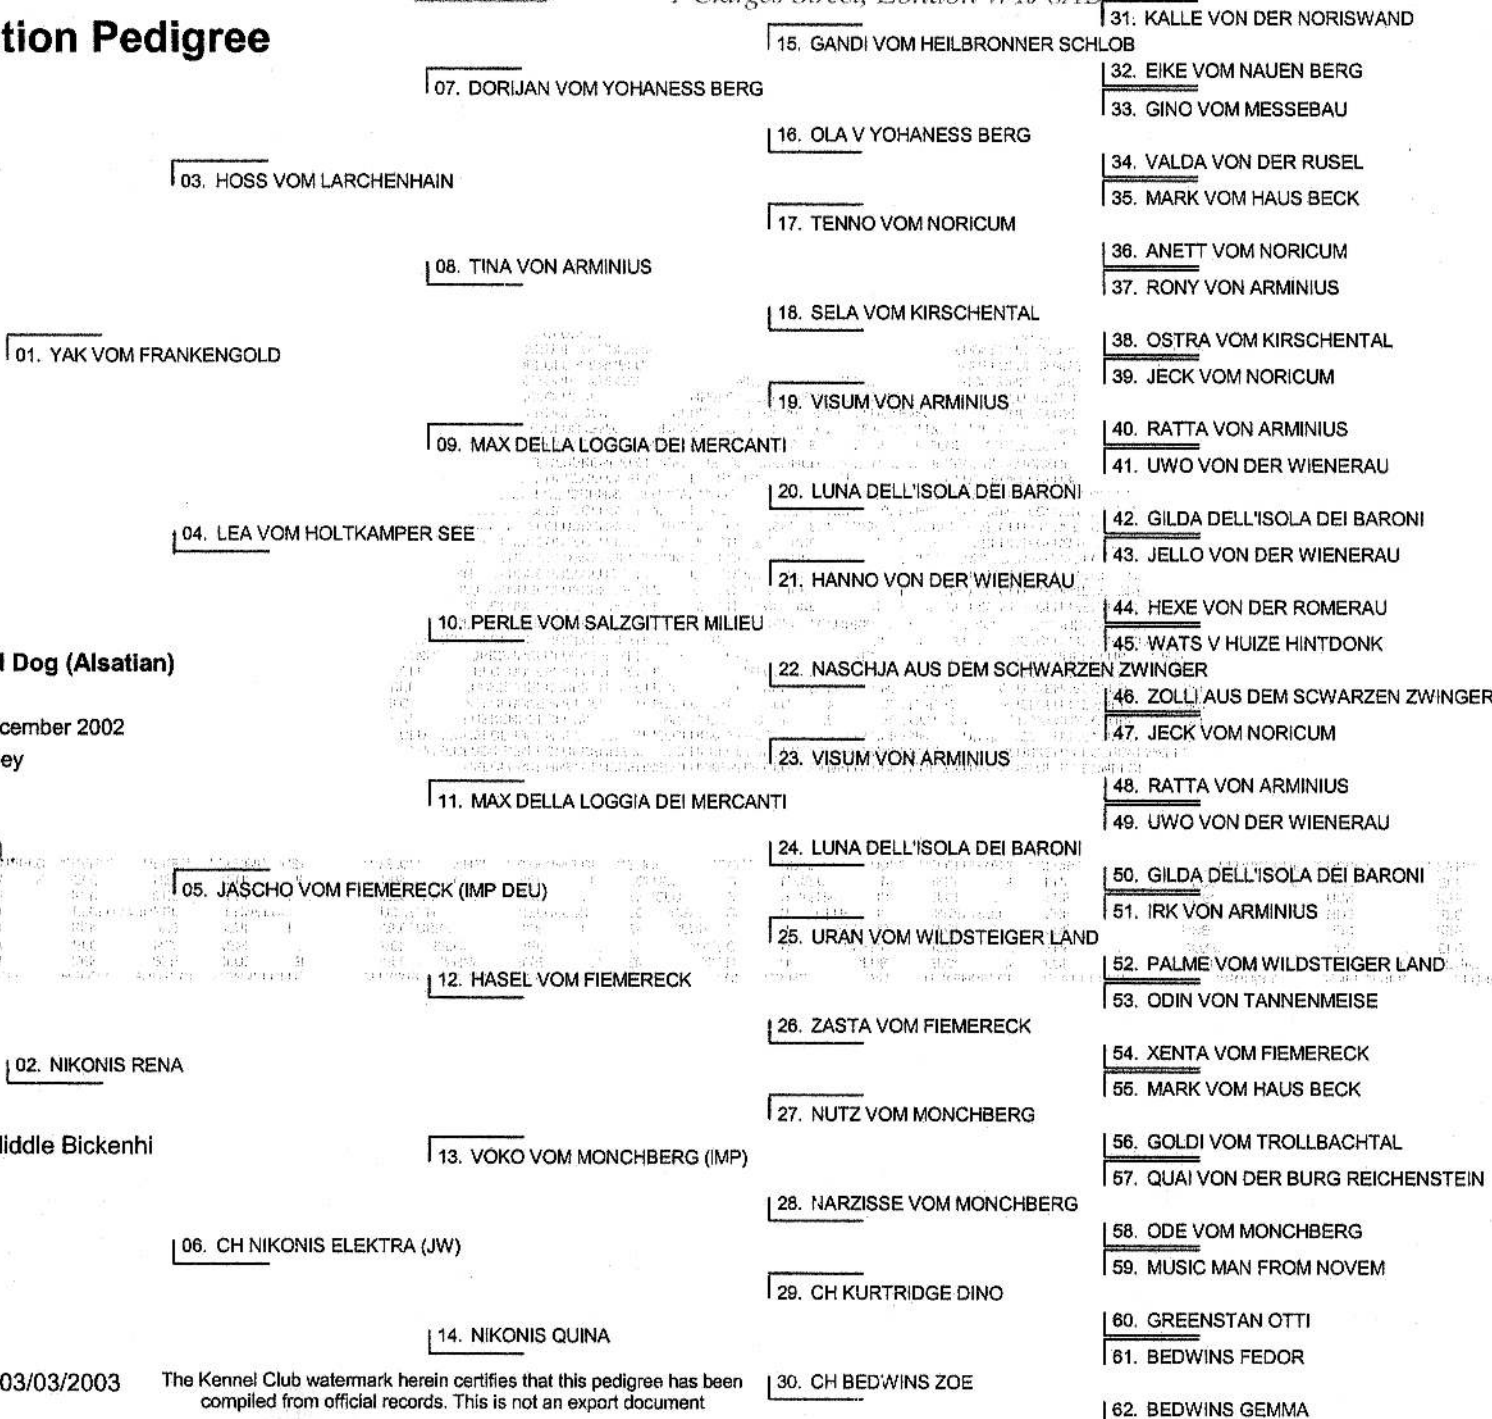 7 Clarges Street, London W1J 8AB
tion Pedigree
31. KALLE VON DER NORISWAND
15. GANDI VOM HEILBRONNER SCHLOB
32. EIKE VOM NAUEN BERG
07. DORIJAN VOM YOHANESS BERG
33. GINO VOM MESSEBAU
16. OLA V YOHANESS BERG
34. VALDA VON DER RUSEL
03. HOSS VOM LARCHENHAIN
35. MARK VOM HAUS BECK
17. TENNO VOM NORICUM
36. ANETT VOM NORICUM
08. TINA VON ARMINIUS
37. RONY VON ARMINIUS
18. SELA VOM KIRSCHENTAL
38. OSTRA VOM KIRSCHENTAL
01. YAK VOM FRANKENGOLD
39. JECK VOM NORICUM
19. VISUM VON ARMINIUS
40. RATTA VON ARMINIUS
09. MAX DELLA LOGGIA DEI MERCANTI
41. UWO VON DER WIENERAU
20. LUNA DELL'ISOLA DEI BARONI
42. GILDA DELL'ISOLA DEI BARONI
04. LEA VOM HOLTKAMPER SEE
43. JELLO VON DER WIENERAU
21. HANNO VON DER WIENERAU
44. HEXE VON DER ROMERAU
10. PERLE VOM SALZGITTER MILIEU
45. WATS V HUIZE HINTDONK
l Dog (Alsatian)
22. NASCHJA AUS DEM SCHWARZEN ZWINGER
46. ZOLLI AUS DEM SCWARZEN ZWINGER
cember 2002
47. JECK VOM NORICUM
ey
23. VISUM VON ARMINIUS
48. RATTA VON ARMINIUS
11. MAX DELLA LOGGIA DEI MERCANTI
49. UWO VON DER WIENERAU
24. LUNA DELL'ISOLA DEI BARONI
50. GILDA DELL'ISOLA DEI BARONI
THE KENNEL
05. JASCHO VOM FIEMERECK (IMP DEU)
51. IRK VON ARMINIUS
25. URAN VOM WILDSTEIGER LAND
52. PALME VOM WILDSTEIGER LAND
12. HASEL VOM FIEMERECK
53. ODIN VON TANNENMEISE
26. ZASTA VOM FIEMERECK
54. XENTA VOM FIEMERECK
02. NIKONIS RENA
55. MARK VOM HAUS BECK
27. NUTZ VOM MONCHBERG
56. GOLDI VOM TROLLBACHTAL
liddle Bickenhi
13. VOKO VOM MONCHBERG (IMP)
57. QUAI VON DER BURG REICHENSTEIN
28. NARZISSE VOM MONCHBERG
58. ODE VOM MONCHBERG
06. CH NIKONIS ELEKTRA (JW)
59. MUSIC MAN FROM NOVEM
29. CH KURTRIDGE DINO
60. GREENSTAN OTTI
14. NIKONIS QUINA
61. BEDWINS FEDOR
03/03/2003
The Kennel Club watermark herein certifies that this pedigree has been
compiled from official records. This is not an export document
30. CH BEDWINS ZOE
62. BEDWINS GEMMA